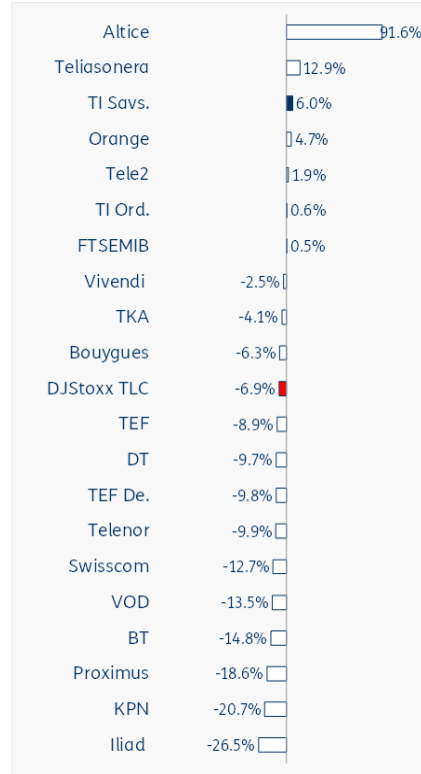 Altice 91.6%
Teliasonera 12.9%
TI Savs. 6.0%
Orange 4.7%
Tele2 1.9%
TI Ord. 0.6%
FTSEMIB 0.5%
Vivendi -2.5%
TKA -4.1%
Bouygues -6.3%
DJStoxx TLC -6.9%
TEF -8.9%
DT -9.7%
TEF De. -9.8%
Telenor -9.9%
Swisscom -12.7%
VOD -13.5%
BT -14.8%
Proximus -18.6%
KPN -20.7%
Iliad -26.5%